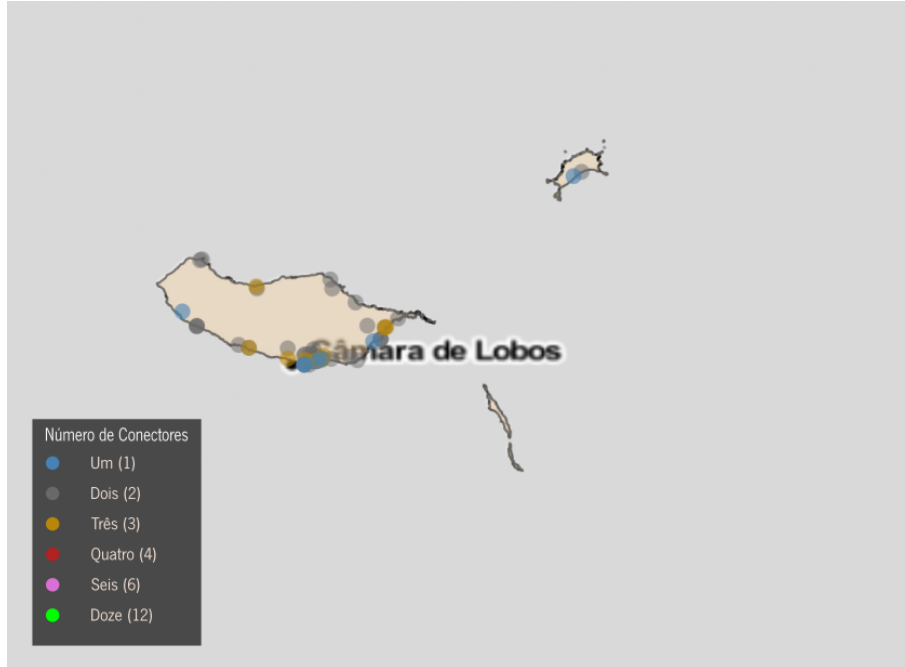 Câmara de Lobos
Número de Conectores
Um (1)
Dois (2)
Três (3)
Quatro (4)
Seis (6)
Doze (12)